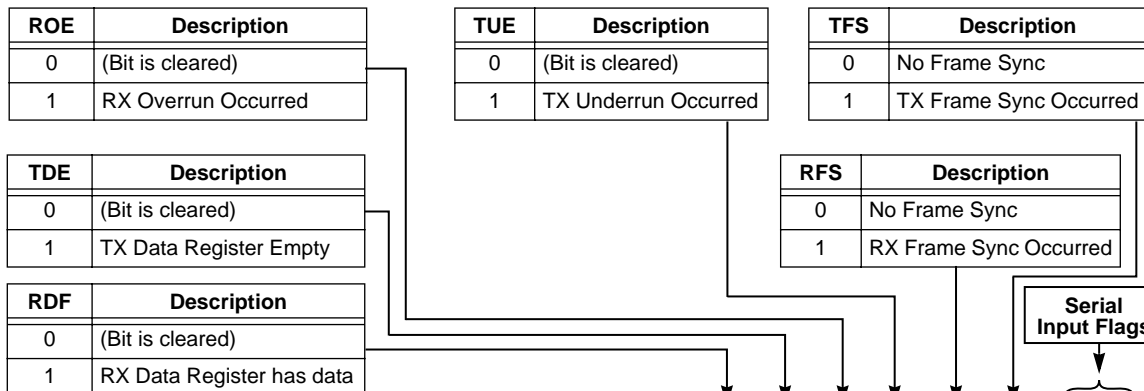 ROE Description
0 (Bit is cleared)
1 RX Overrun Occurred
TUE Description
0 (Bit is cleared)
1 TX Underrun Occurred
TFS Description
0 No Frame Sync
1 TX Frame Sync Occurred
TDE Description
0 (Bit is cleared)
1 TX Data Register Empty
RFS Description
0 No Frame Sync
1 RX Frame Sync Occurred
RDF Description
0 (Bit is cleared)
1 RX Data Register has data
Serial
Input Flags